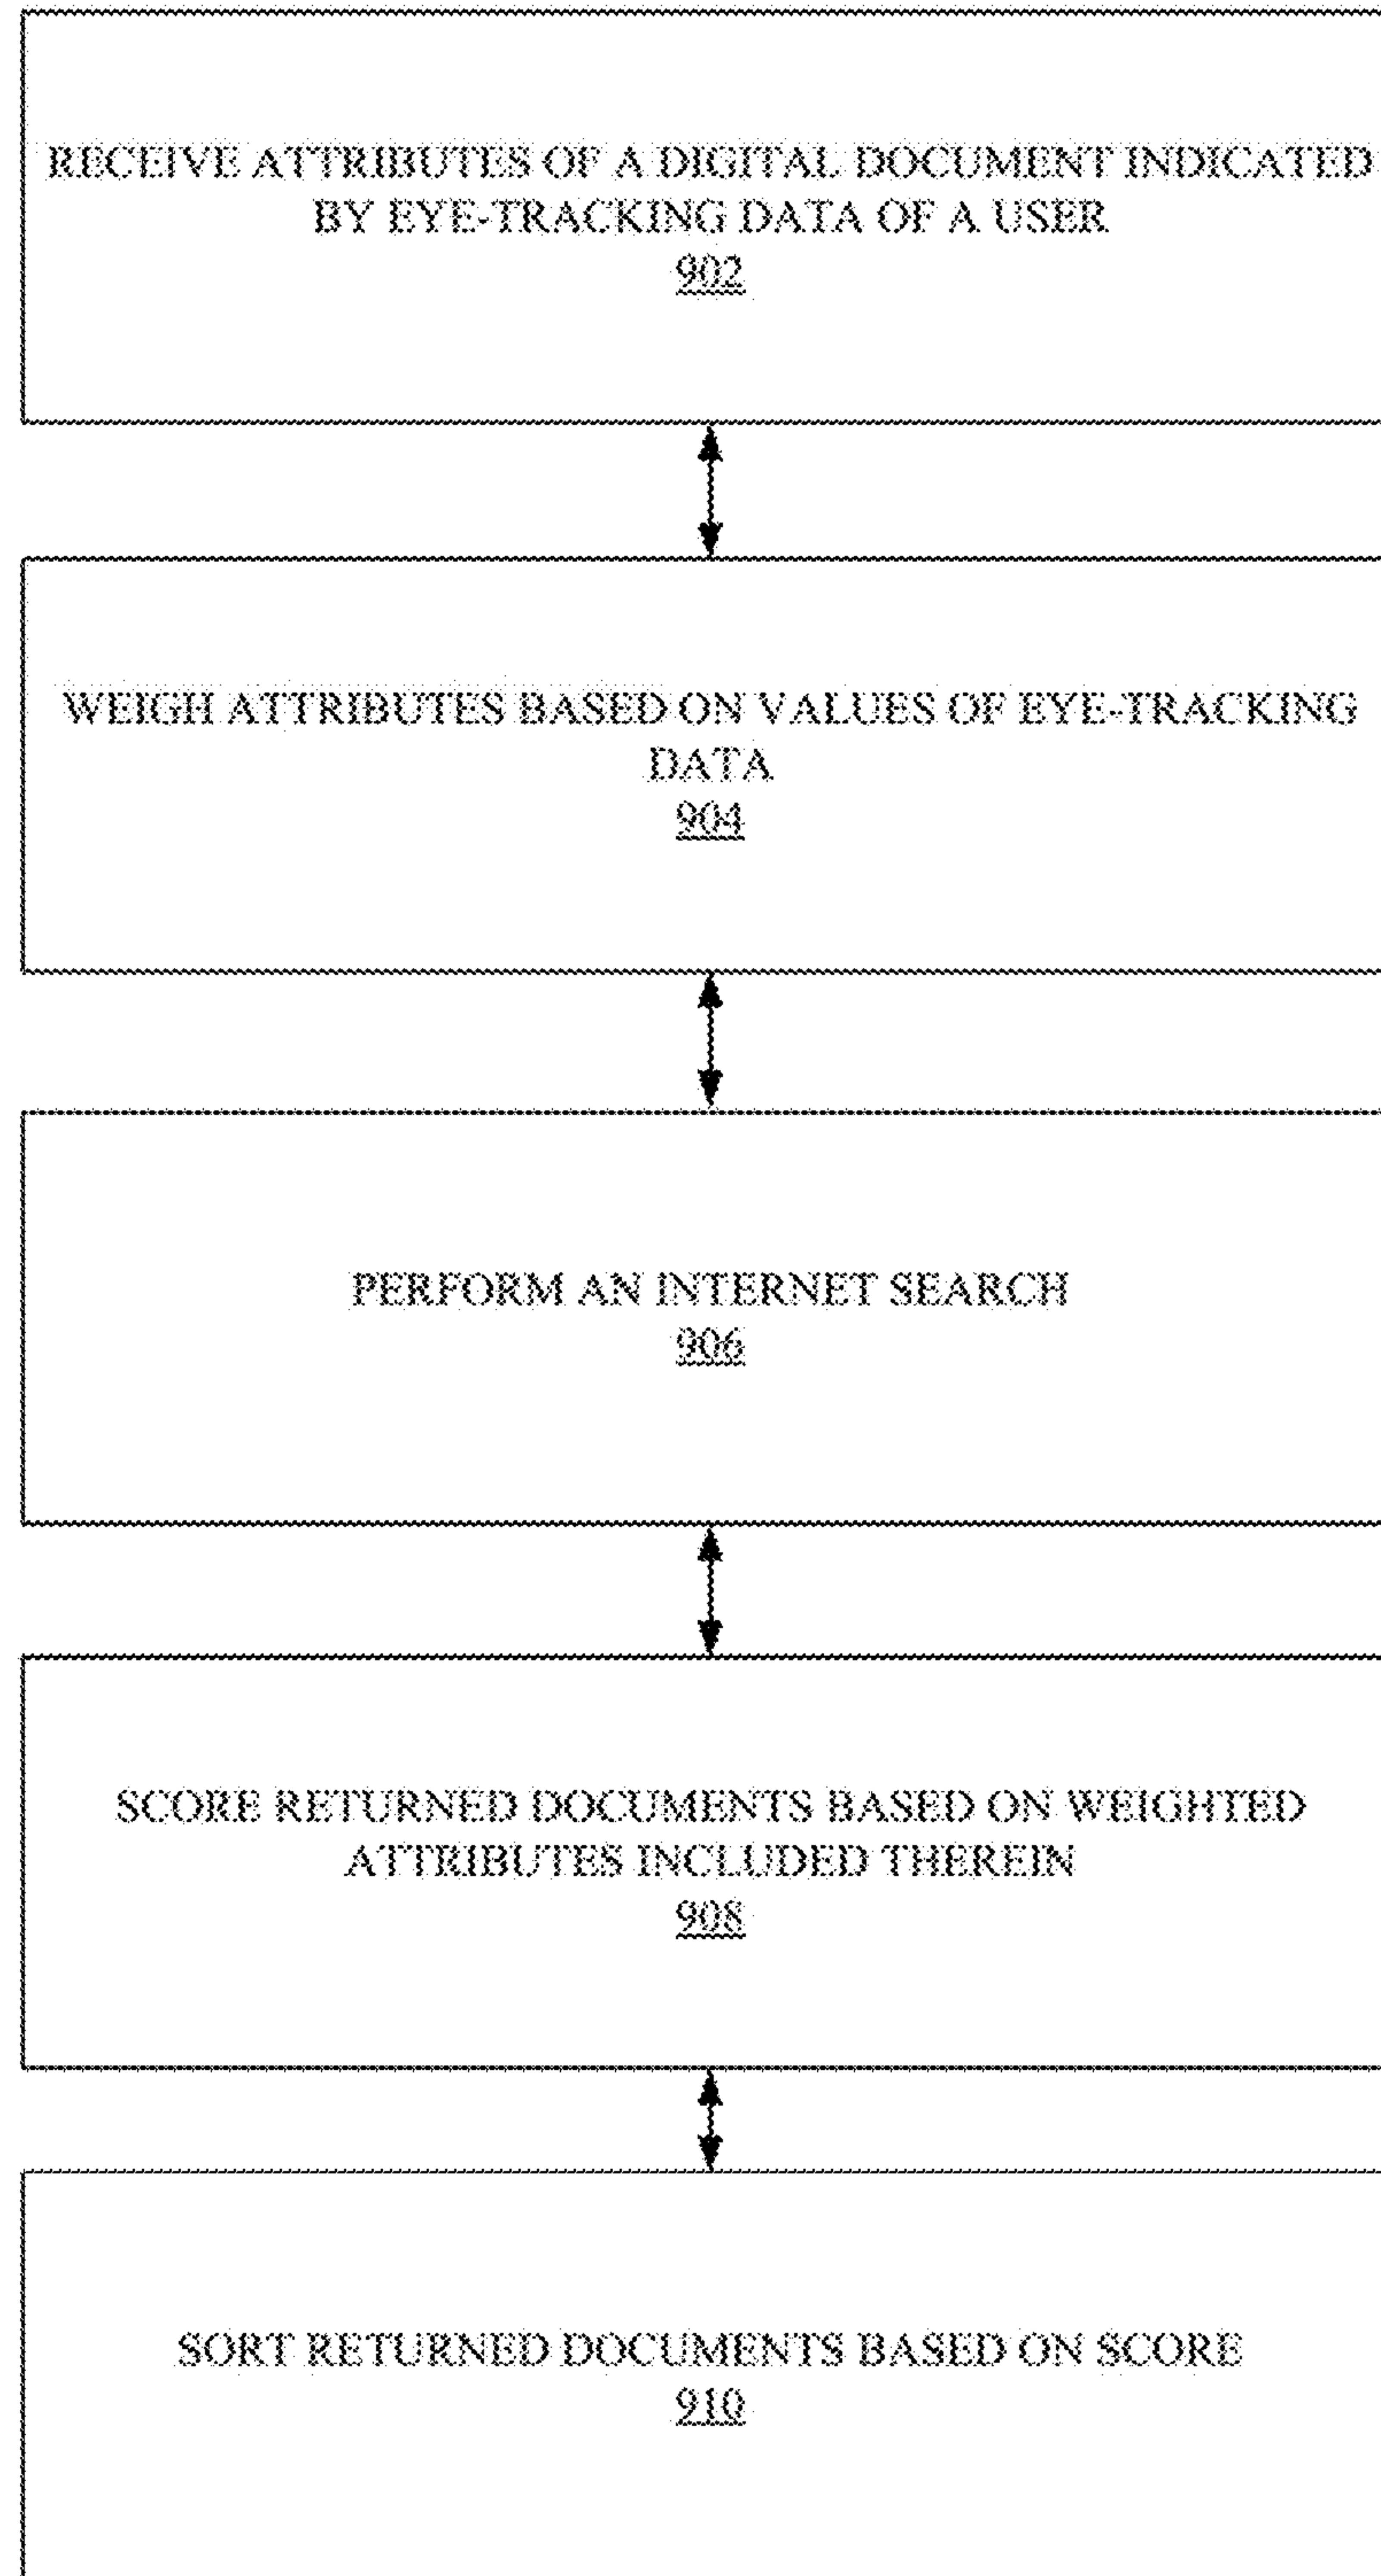 RECEIVE ATTRIBUTES OF A DIGITAL DOCUMENT INDICATED
BY EYE-TRACKING DATA OF A USER
902
WEIGH ATTRIBUTES BASED ON VALUES OF EYE-TRACKING
DATA
904
PERFORM AN INTERNET SEARCH
906
SCORE RETURNED DOCUMENTS BASED ON WEIGHTED
ATTRIBUTES INCLUDED THEREIN
908
SORT RETURNED DOCUMENTS BASED ON SCORE
910